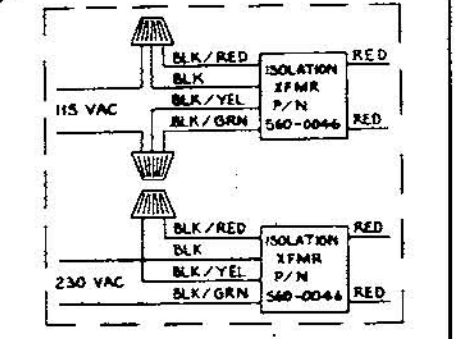 BLK/RED
BLK
BLK/YEL
BLK/GRN
115 VAC
ISOLATION
XFMR
P/N
560-0046
RED
RED
BLK/RED
BLK
BLK/YEL
BLK/GRN
230 VAC
ISOLATION
XFMR
P/N
560-0046
RED
RED